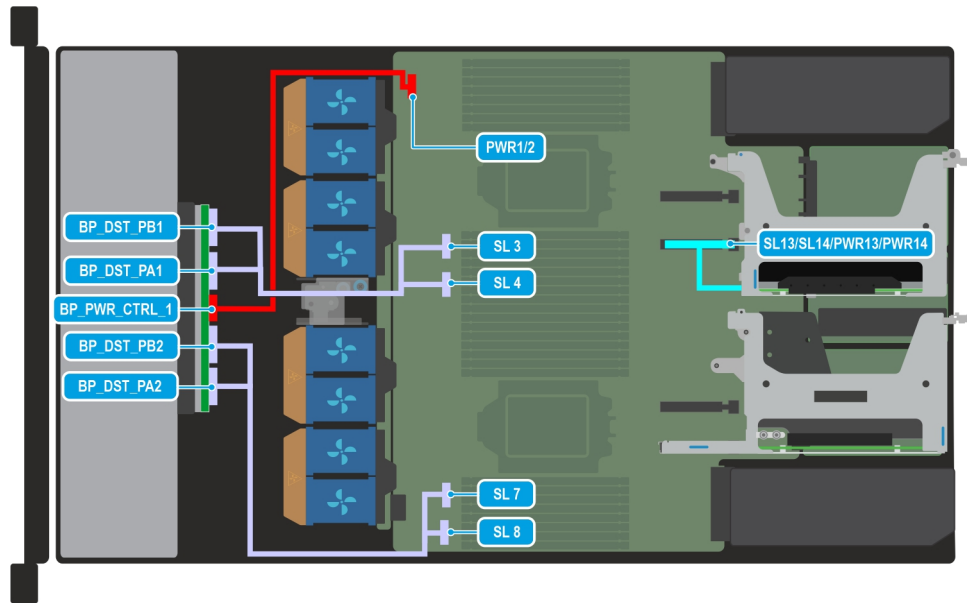 PWR1/2
BP_DST_PB1
SL 3
SL13/SL14/PWR13/PWR14
BP_DST_PA1
SL 4
BP_PWR_CTRL_1
BP_DST_PB2
BP_DST_PA2
SL 7
SL 8